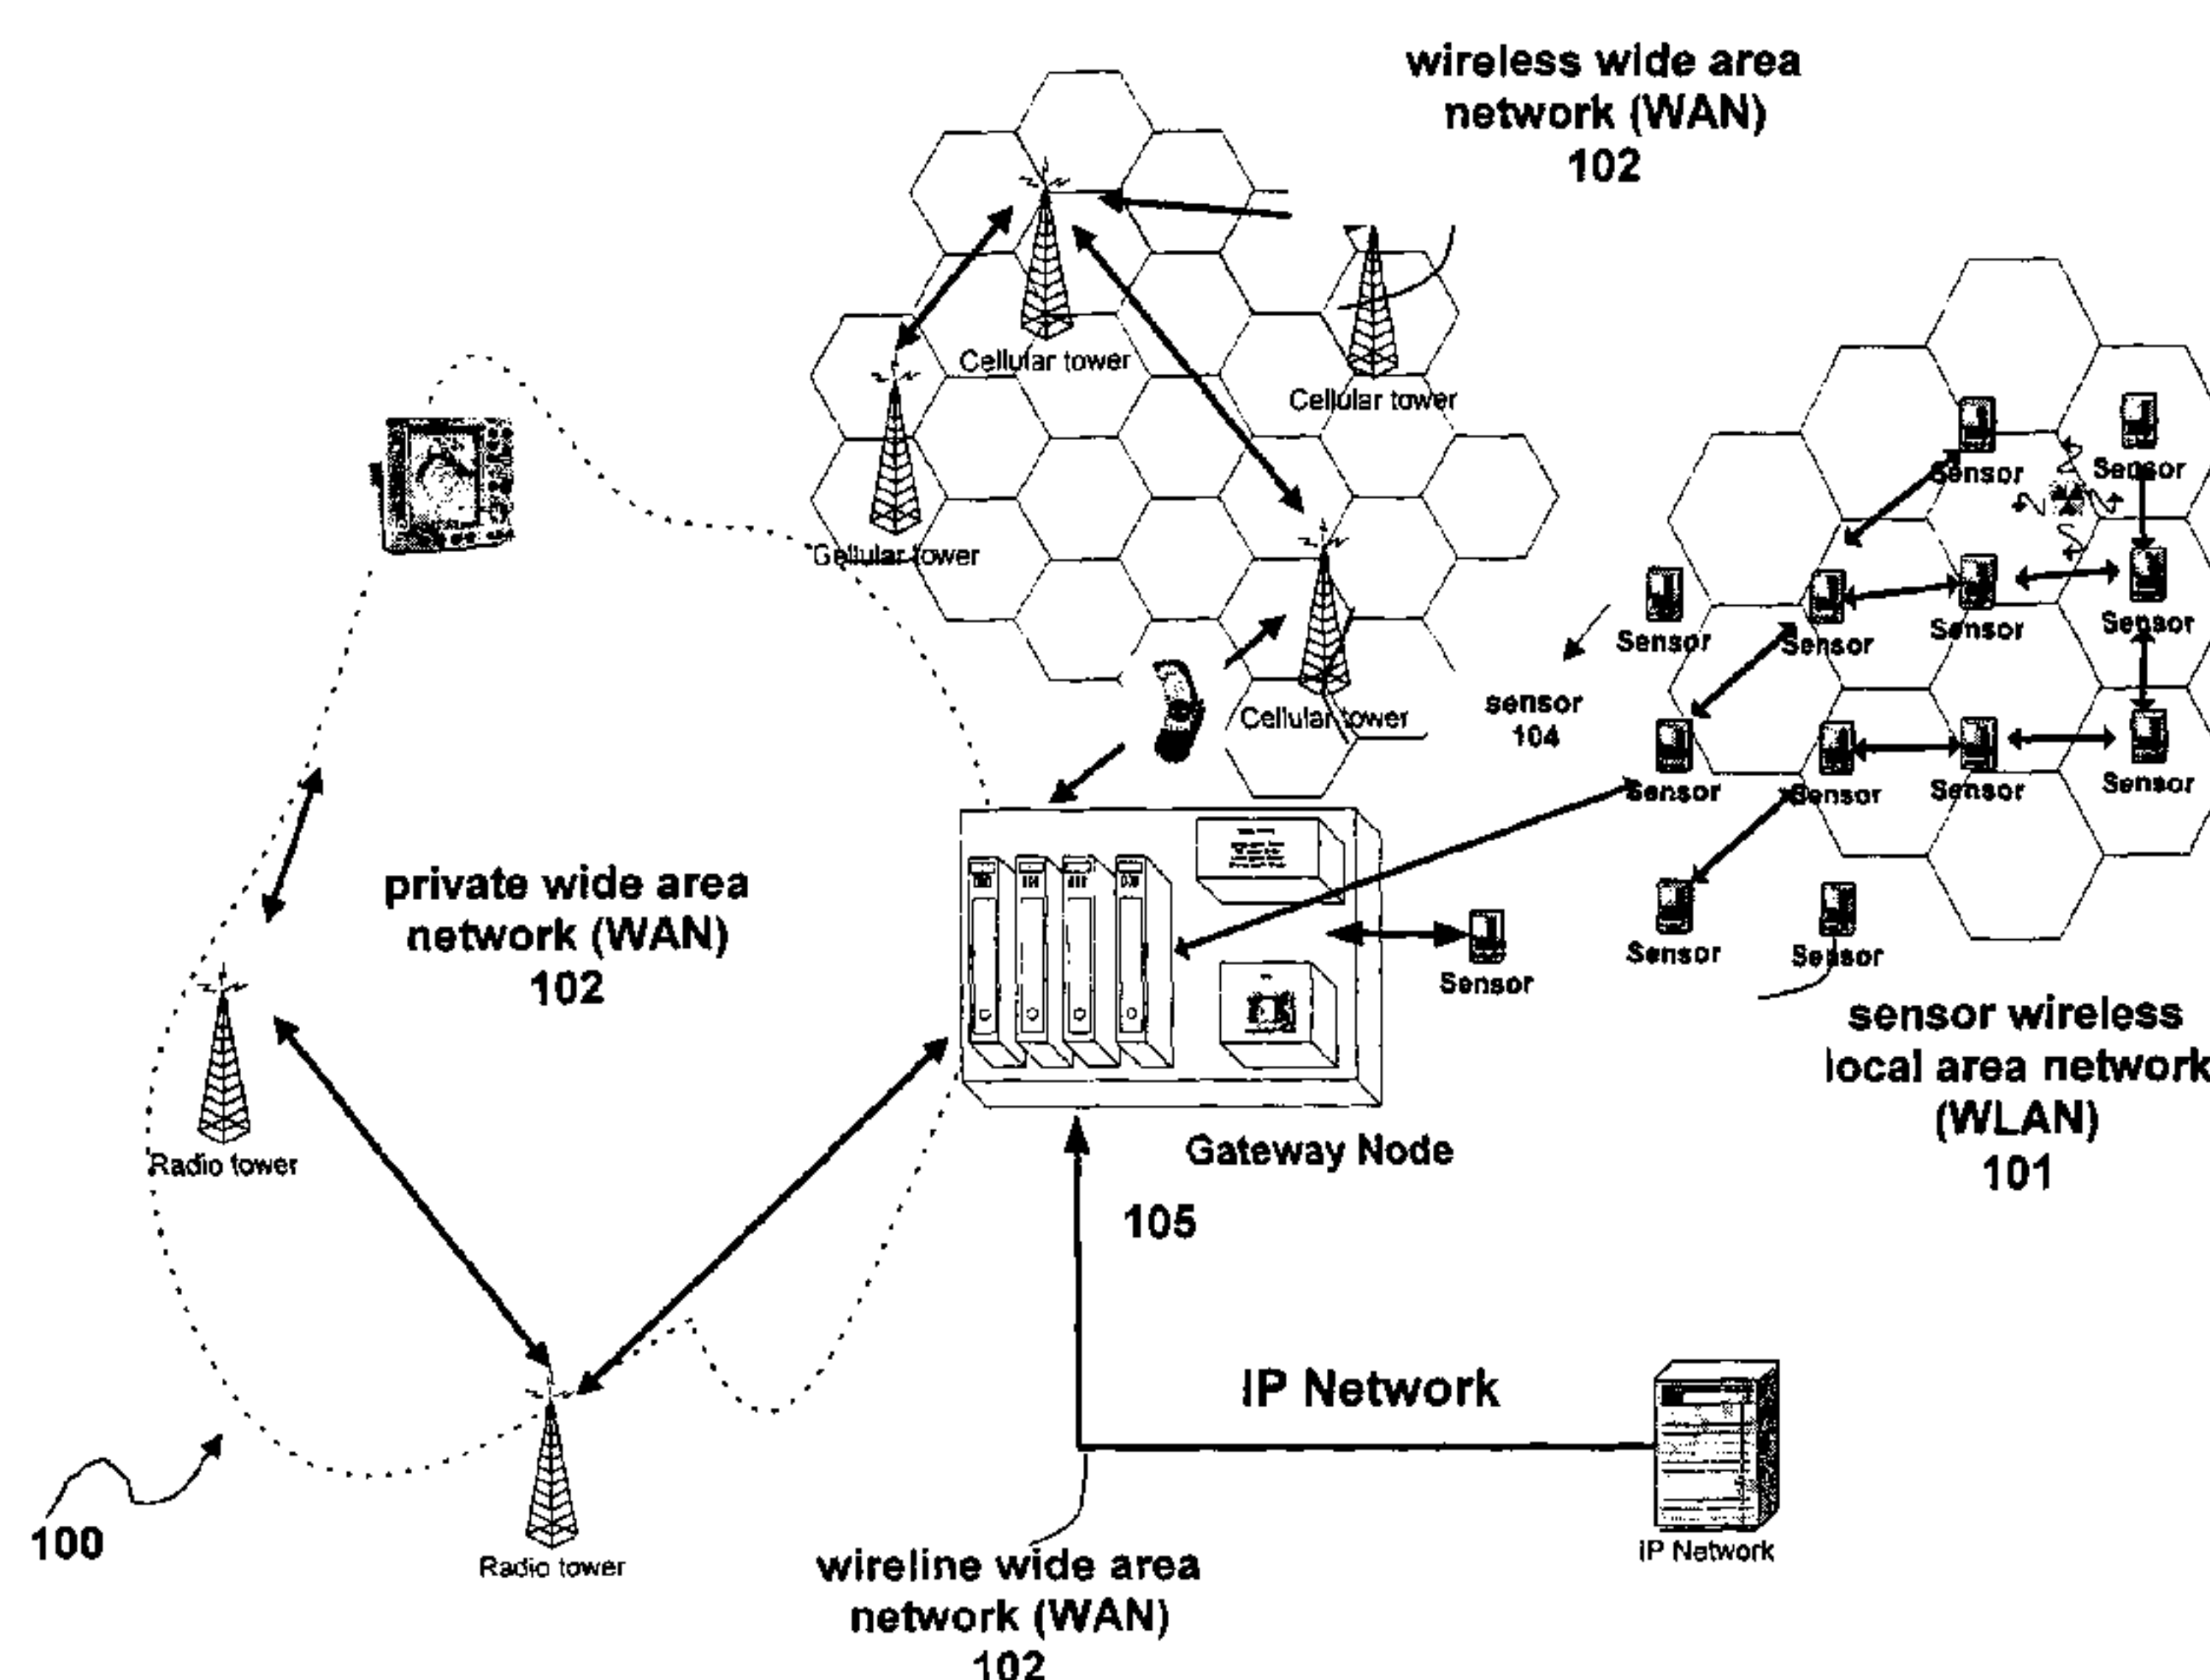 wireless wide area
network (WAN)
102
Cellular tower
Cellular tower
Cellular tower
Cellular tower
Sensor
Sensor
Sensor
Sensor
Sensor
Sensor
sensor
104
Sensor
Sensor
Sensor
Sensor
private wide area
network (WAN)
102
Sensor
Sensor
Sensor
sensor wireless
local area network
(WLAN)
101
Radio tower
Gateway Node
105
IP Network
100
Radio tower
IP Network
wireline wide area
network (WAN)
102